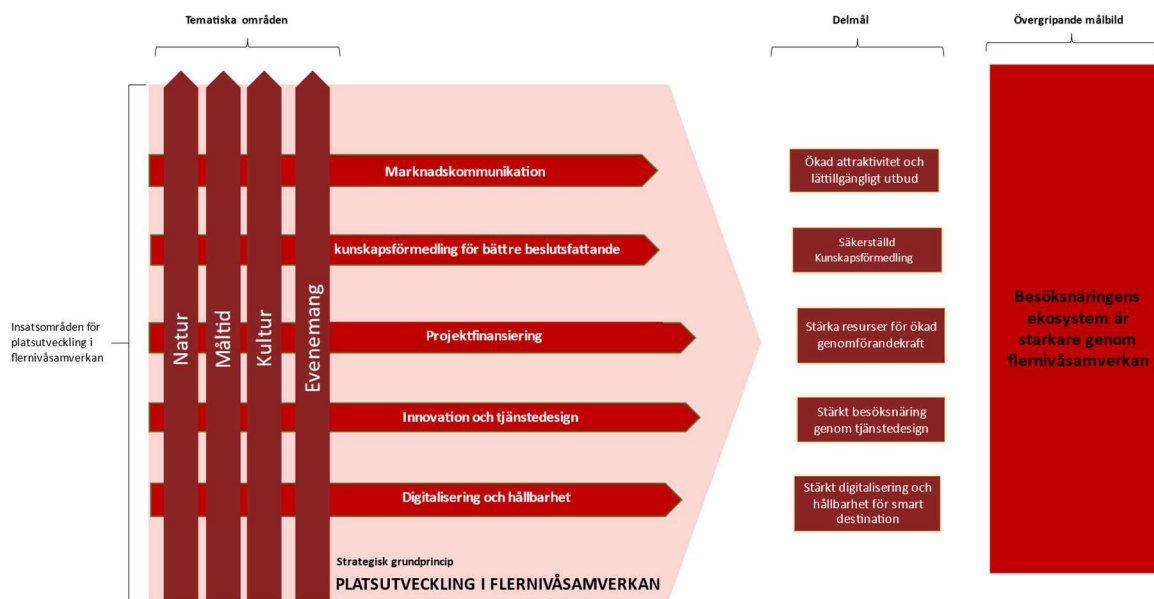 Tematiska områden
Delmål
Övergripande målbild
Insatsområden för
platsutveckling i
flernivåsamverkan
Natur
Måltid
Kultur
Evenemang
Marknadskommunikation
kunskapsförmedling för bättre beslutsfattande
Projektfinansiering
Innovation och tjänstedesign
Digitalisering och hållbarhet
Strategisk grundprincip
PLATSUTVECKLING I FLERNIVÅSAMVERKAN
Ökad attraktivitet och
lättillgängligt utbud
Säkerställd
Kunskapsförmedling
Stärka resurser för ökad
genomförandekraft
Stärkt besöksnäring
genom tjänstedesign
Stärkt digitalisering och
hållbarhet för smart
destination
Besöksnäringens
ekosystem är
starkare genom
flernivåsamverkan